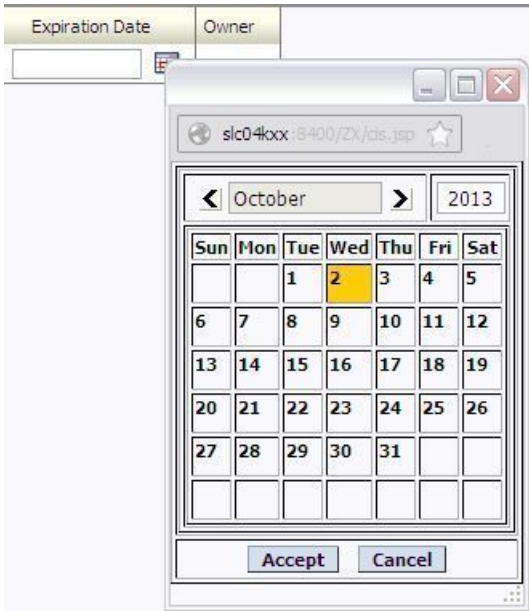 Expiration Date Owner
slc04kxx:8400/ZX/cis.jsp
October 2013
Sun Mon Tue Wed Thu Fri Sat
1 2 3 4 5
6 7 8 9 10 11 12
13 14 15 16 17 18 19
20 21 22 23 24 25 26
27 28 29 30 31
Accept Cancel